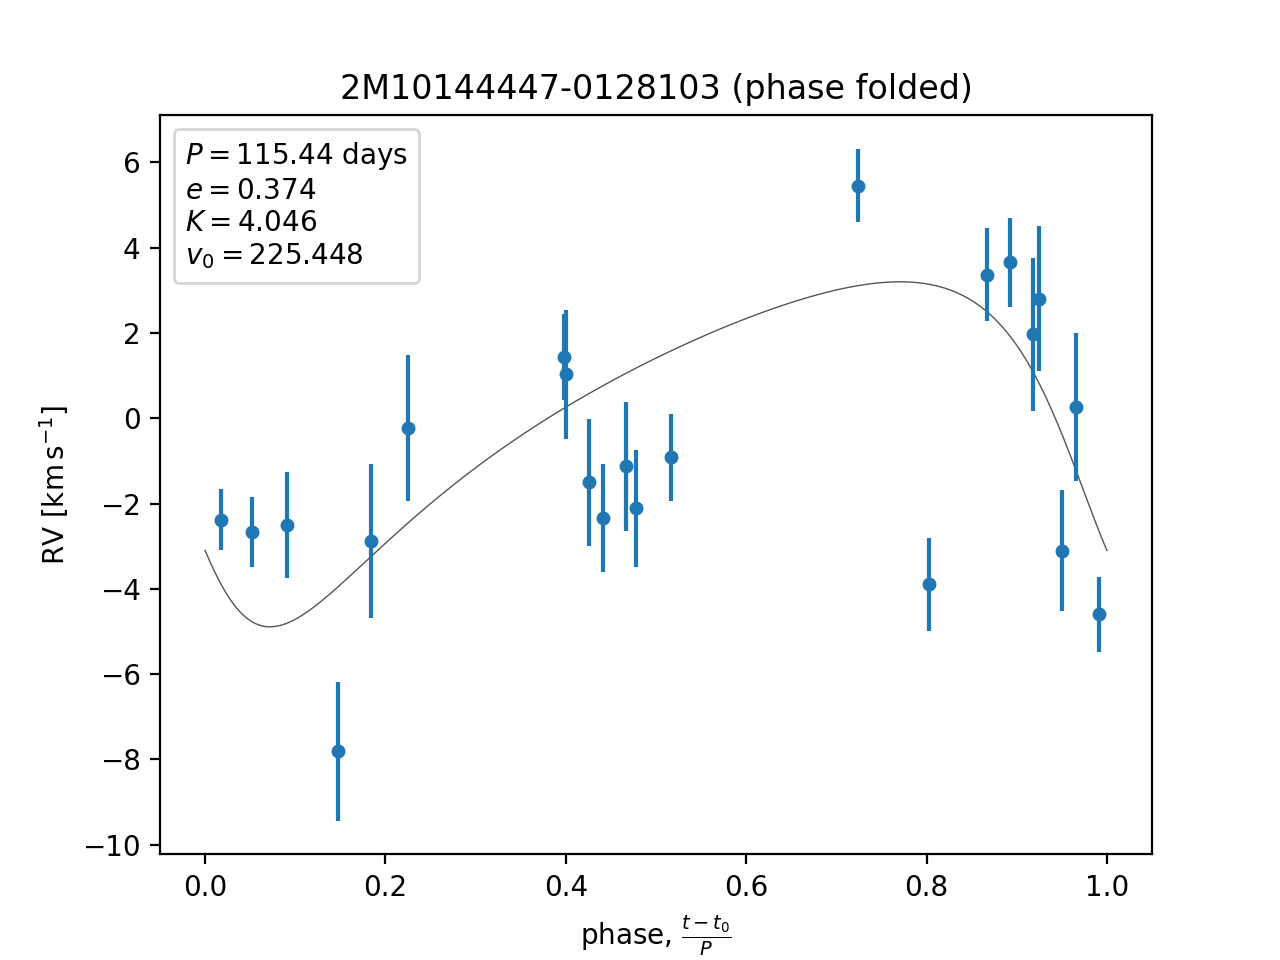 2M10144447-0128103 (phase folded)
P = 115.44 days
e = 0.374
K = 4.046
v₀ = 225.448
6
4
2
0
−2
−4
−6
−8
−10
RV [km s⁻¹]
0.0 0.2 0.4 0.6 0.8 1.0
phase, (t − t₀)/P